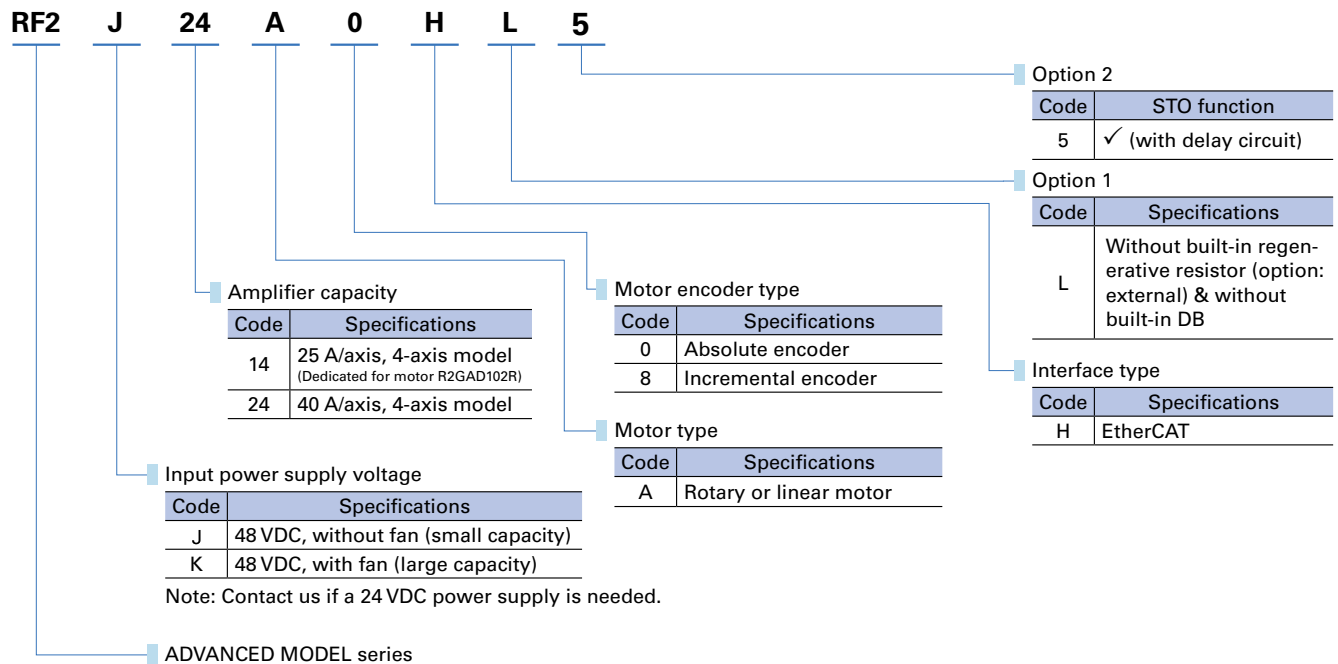 RF2 J 24 A 0 H L 5
Option 2
Code STO function
5 ✓ (with delay circuit)
Option 1
Code Specifications
L Without built-in regen-
erative resistor (option:
external) & without
built-in DB
Interface type
Code Specifications
H EtherCAT
Motor encoder type
Code Specifications
0 Absolute encoder
8 Incremental encoder
Motor type
Code Specifications
A Rotary or linear motor
Amplifier capacity
Code Specifications
14 25 A/axis, 4-axis model
(Dedicated for motor R2GAD102R)
24 40 A/axis, 4-axis model
Input power supply voltage
Code Specifications
J 48 VDC, without fan (small capacity)
K 48 VDC, with fan (large capacity)
Note: Contact us if a 24 VDC power supply is needed.
ADVANCED MODEL series